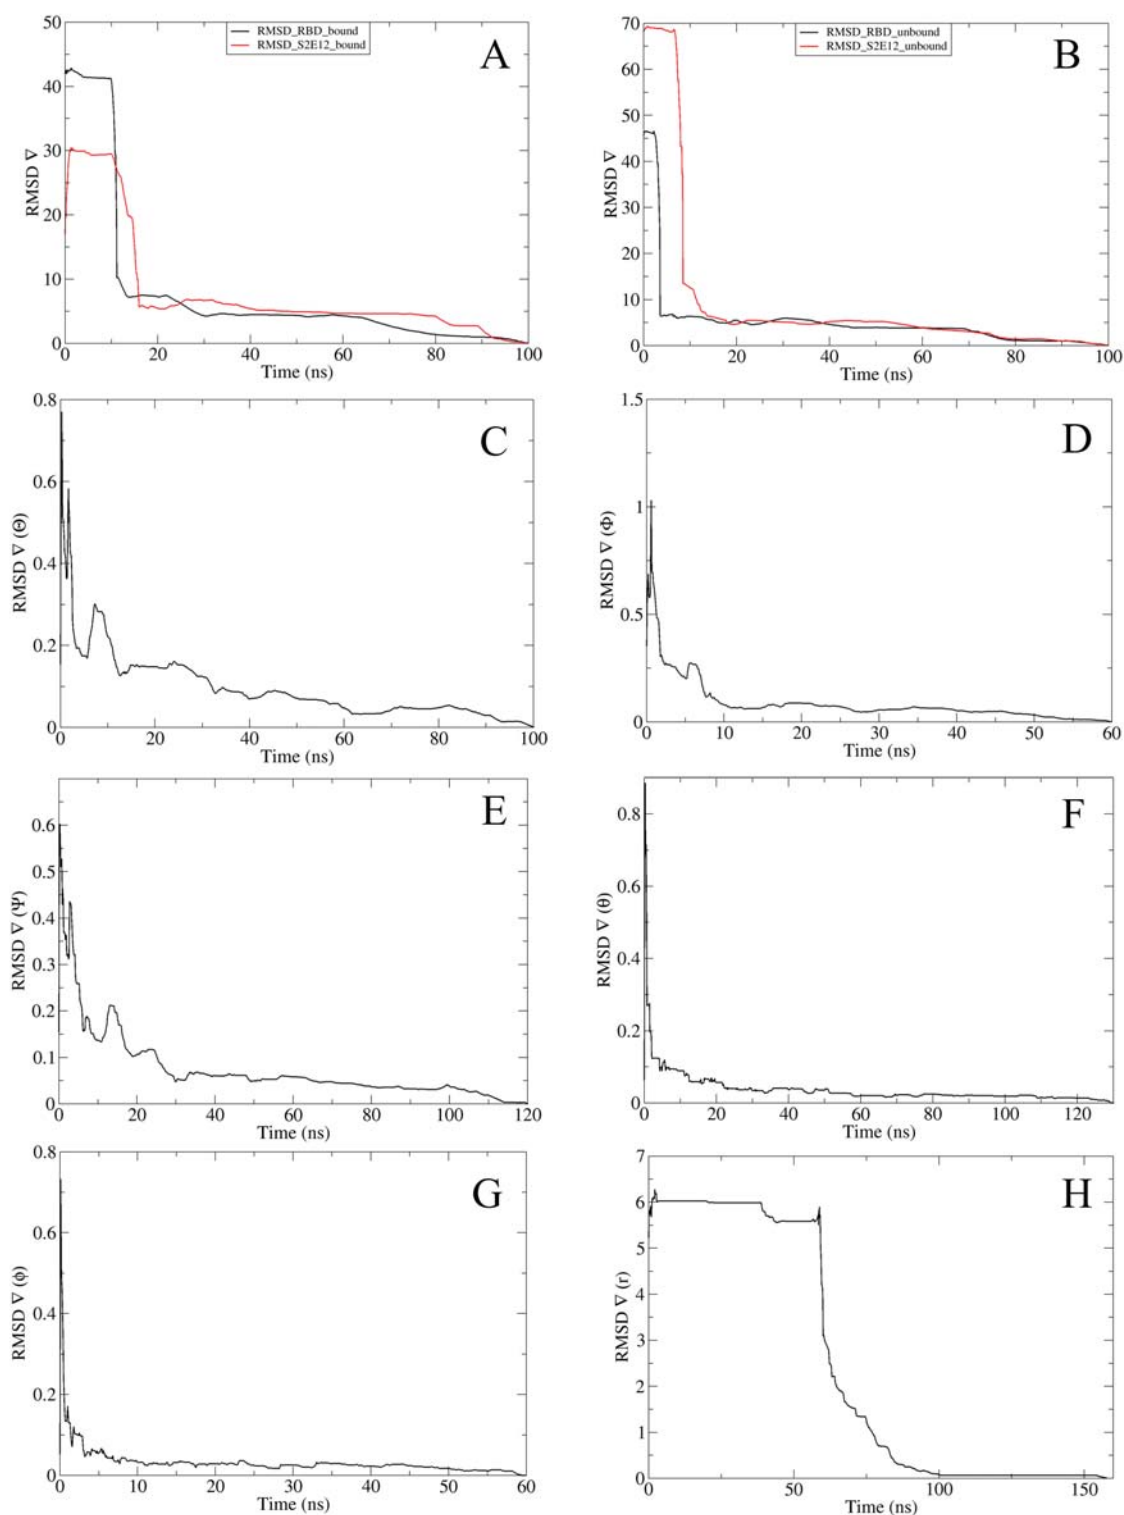 RMSD_RBD_bound
RMSD_S2E12_bound
A
50
40
30
20
10
0
RMSD ∇
0 20 40 60 80 100
Time (ns)
RMSD_RBD_unbound
RMSD_S2E12_unbound
B
70
60
50
40
30
20
10
0
RMSD ∇
0 20 40 60 80 100
Time (ns)
C
0.8
0.6
0.4
0.2
0
RMSD ∇ (Θ)
0 20 40 60 80 100
Time (ns)
D
1.5
1
0.5
0
RMSD ∇ (Φ)
0 10 20 30 40 50 60
Time (ns)
E
0.6
0.5
0.4
0.3
0.2
0.1
0
RMSD ∇ (Ψ)
0 20 40 60 80 100 120
Time (ns)
F
0.8
0.6
0.4
0.2
0
RMSD ∇ (θ)
0 20 40 60 80 100 120
Time (ns)
G
0.8
0.6
0.4
0.2
0
RMSD ∇ (ϕ)
0 10 20 30 40 50 60
Time (ns)
H
7
6
5
4
3
2
1
0
RMSD ∇ (r)
0 50 100 150
Time (ns)